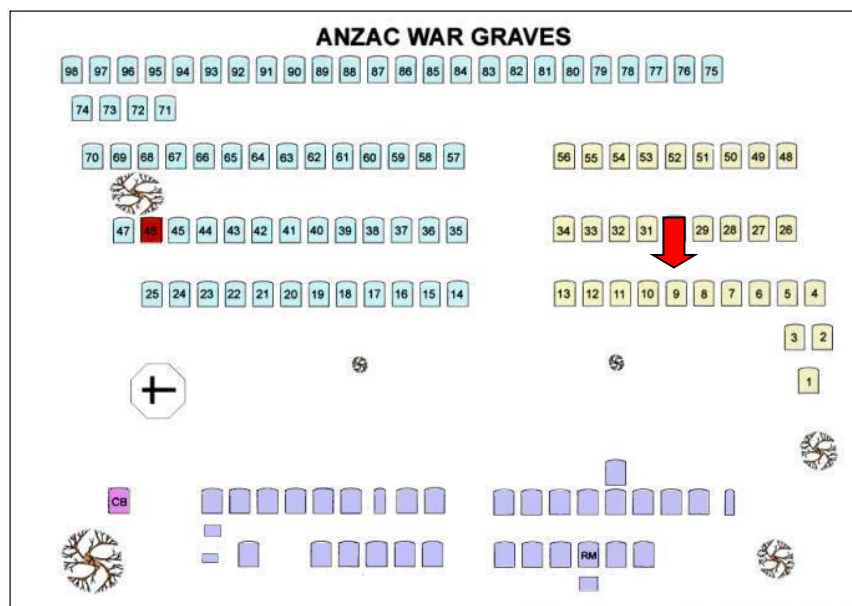 ANZAC WAR GRAVES
98 97 96 95 94 93 92 91 90 89 88 87 86 85 84 83 82 81 80 79 78 77 76 75
74 73 72 71
70 69 68 67 66 65 64 63 62 61 60 59 58 57 56 55 54 53 52 51 50 49 48
47 46 45 44 43 42 41 40 39 38 37 36 35 34 33 32 31 29 28 27 26
25 24 23 22 21 20 19 18 17 16 15 14 13 12 11 10 9 8 7 6 5 4
3 2
1
CB
RM